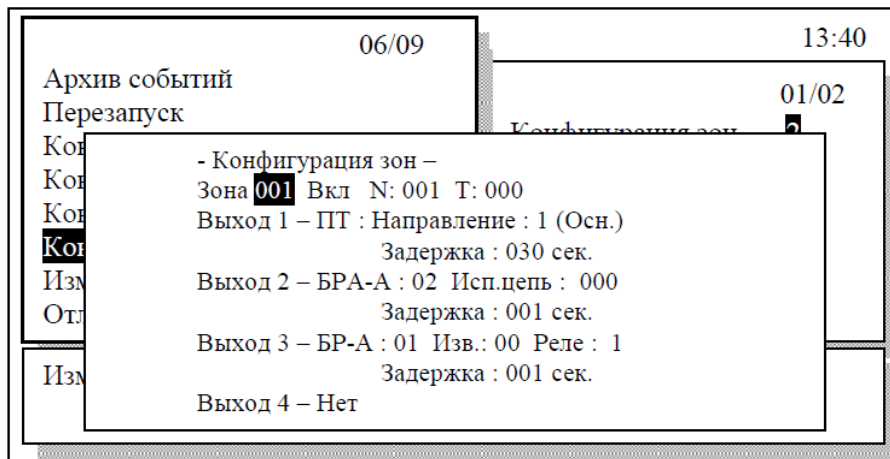 06/09
13:40
Архив событий
01/02
Перезапуск
- Конфигурация зон –
Зона 001 Вкл N: 001 T: 000
Выход 1 – ПТ : Направление : 1 (Осн.)
Задержка : 030 сек.
Выход 2 – БРА-А : 02 Исп.цепь : 000
Задержка : 001 сек.
Выход 3 – БР-А : 01 Изв.: 00 Реле : 1
Задержка : 001 сек.
Выход 4 – Нет